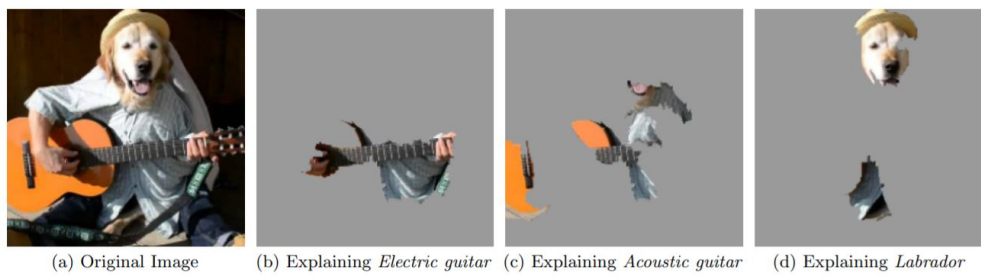 (a) Original Image
(b) Explaining Electric guitar
(c) Explaining Acoustic guitar
(d) Explaining Labrador